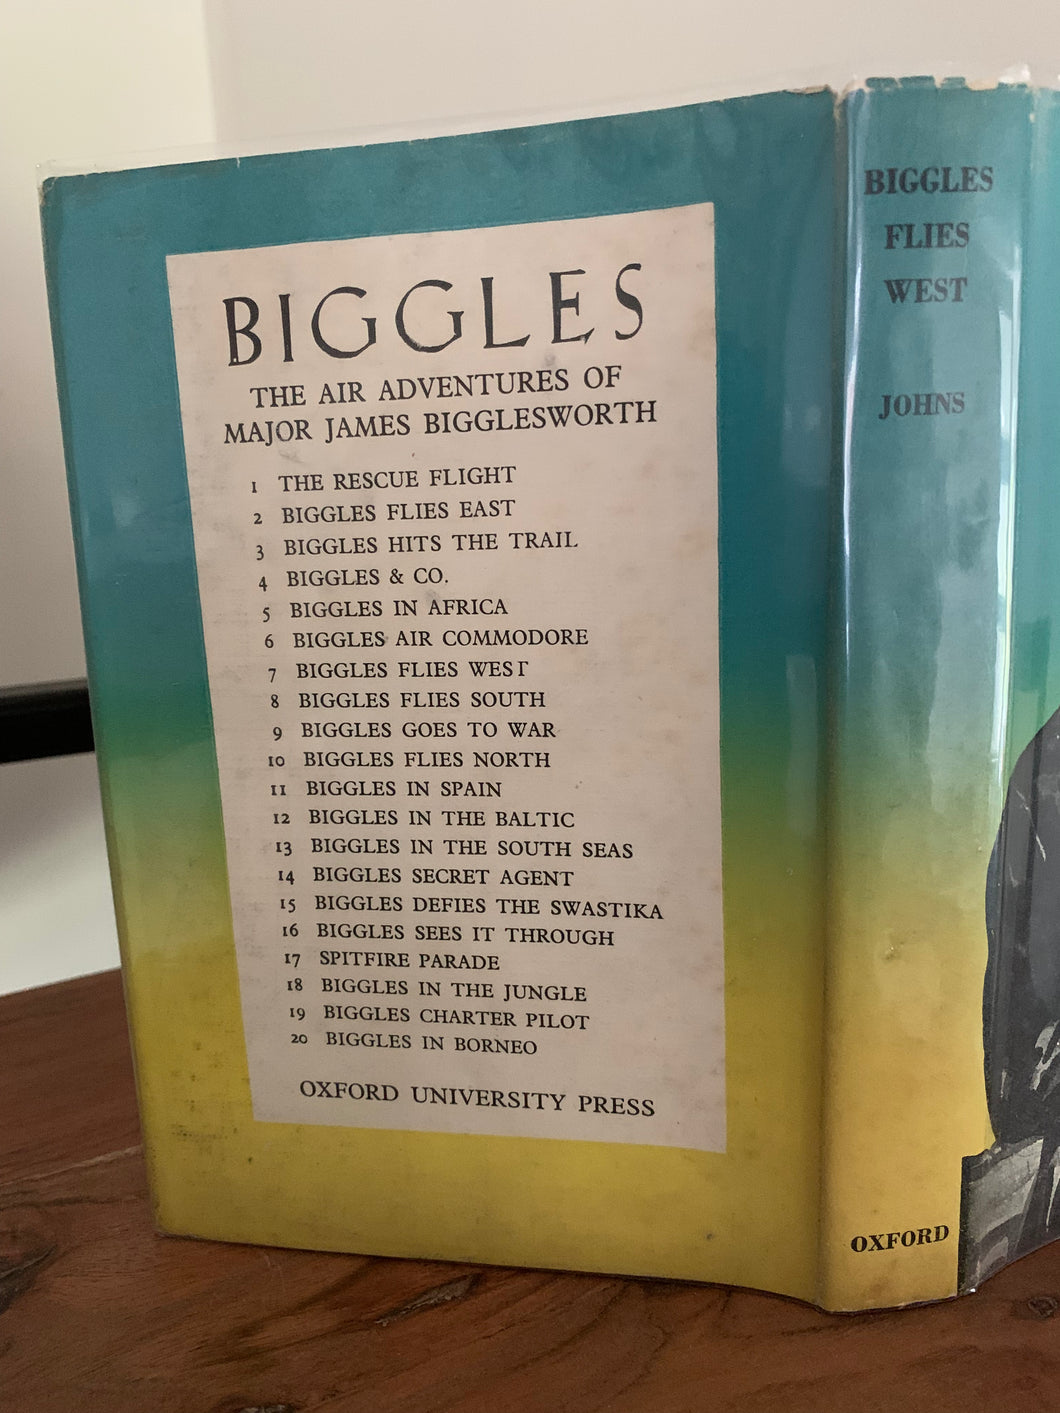 BIGGLES
THE AIR ADVENTURES OF
MAJOR JAMES BIGGLESWORTH
1 THE RESCUE FLIGHT
2 BIGGLES FLIES EAST
3 BIGGLES HITS THE TRAIL
4 BIGGLES & CO.
5 BIGGLES IN AFRICA
6 BIGGLES AIR COMMODORE
7 BIGGLES FLIES WEST
8 BIGGLES FLIES SOUTH
9 BIGGLES GOES TO WAR
10 BIGGLES FLIES NORTH
11 BIGGLES IN SPAIN
12 BIGGLES IN THE BALTIC
13 BIGGLES IN THE SOUTH SEAS
14 BIGGLES SECRET AGENT
15 BIGGLES DEFIES THE SWASTIKA
16 BIGGLES SEES IT THROUGH
17 SPITFIRE PARADE
18 BIGGLES IN THE JUNGLE
19 BIGGLES CHARTER PILOT
20 BIGGLES IN BORNEO
OXFORD UNIVERSITY PRESS
BIGGLES
FLIES
WEST
JOHNS
OXFORD